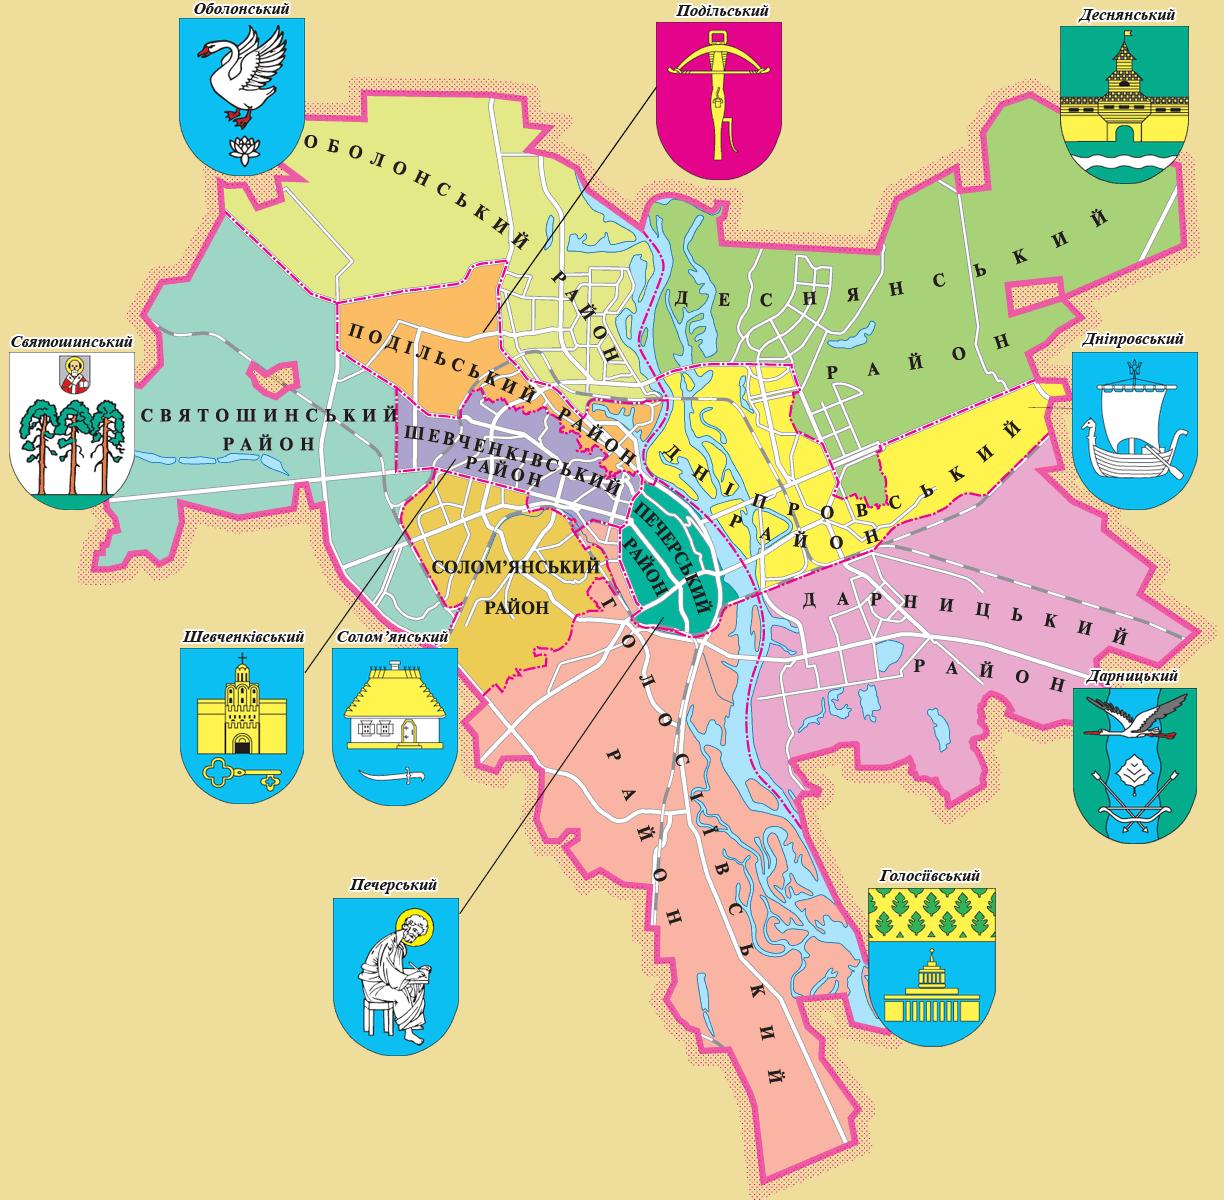 Оболонський
Подільський
Деснянський
ОБОЛОНСЬКИЙ
РАЙОН
ДЕСНЯНСЬКИЙ
РАЙОН
Святошинський
Дніпровський
ПОДІЛЬСЬКИЙ РАЙОН
СВЯТОШИНСЬКИЙ
РАЙОН
ШЕВЧЕНКІВСЬКИЙ
РАЙОН
ДНІПРОВСЬКИЙ
РАЙОН
ПЕЧЕРСЬКИЙ
РАЙОН
СОЛОМ’ЯНСЬКИЙ
РАЙОН
ДАРНИЦЬКИЙ
РАЙОН
Шевченківський
Солом’янський
ГОЛОСІЇВСЬКИЙ
РАЙОН
Дарницький
Печерський
Голосіївський